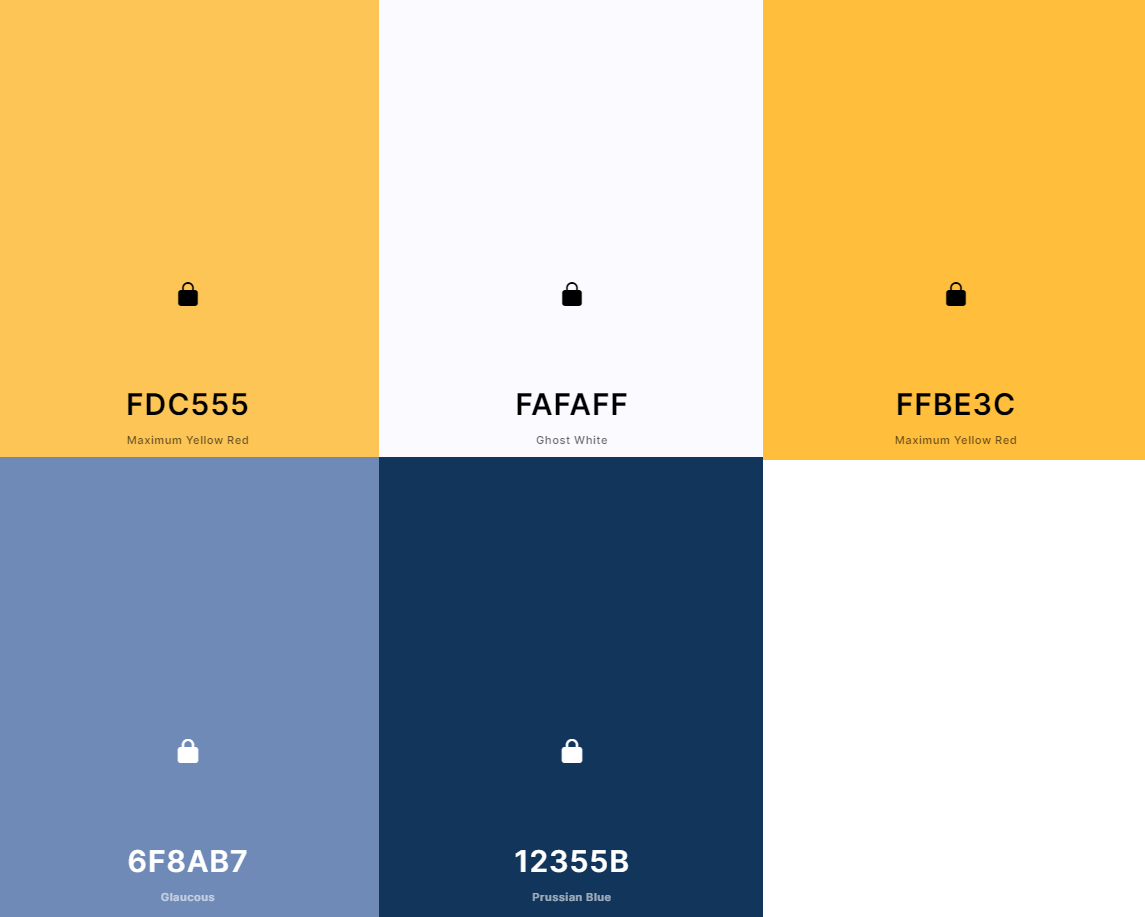 FDC555
Maximum Yellow Red
FAFAFF
Ghost White
FFBE3C
Maximum Yellow Red
6F8AB7
Glaucous
12355B
Prussian Blue